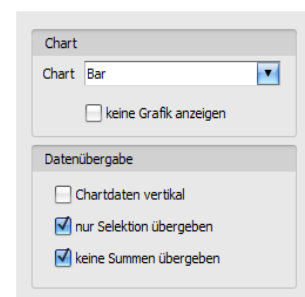 Chart
Chart Bar
keine Grafik anzeigen
Datenübergabe
Chartdaten vertikal
nur Selektion übergeben
keine Summen übergeben